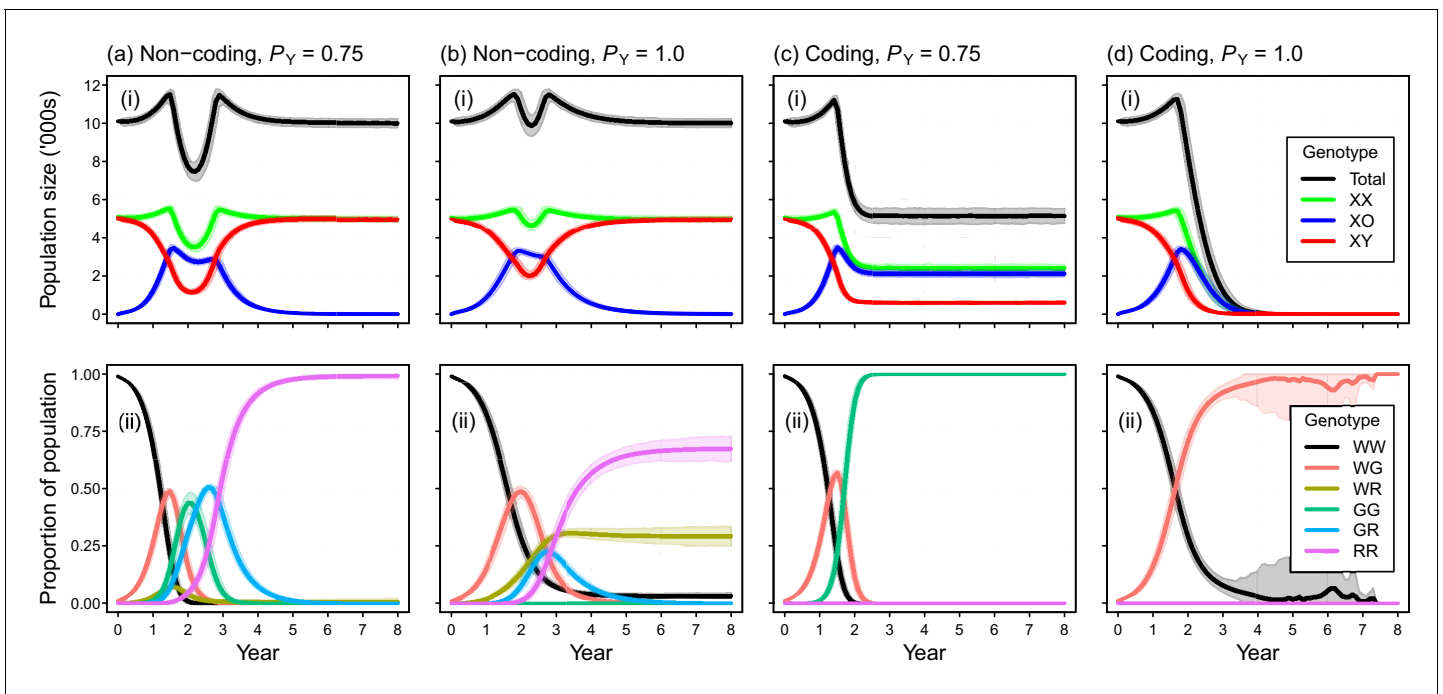 (a) Non−coding, PY = 0.75
(b) Non−coding, PY = 1.0
(c) Coding, PY = 0.75
(d) Coding, PY = 1.0
Population size ('000s)
12
10
8
6
4
2
0
(i)
(i)
(i)
(i)
Genotype
Total
XX
XO
XY
Proportion of population
1.00
0.75
0.50
0.25
0.00
(ii)
(ii)
(ii)
(ii)
Genotype
WW
WG
WR
GG
GR
RR
0 1 2 3 4 5 6 7 8
0 1 2 3 4 5 6 7 8
0 1 2 3 4 5 6 7 8
0 1 2 3 4 5 6 7 8
Year
Year
Year
Year